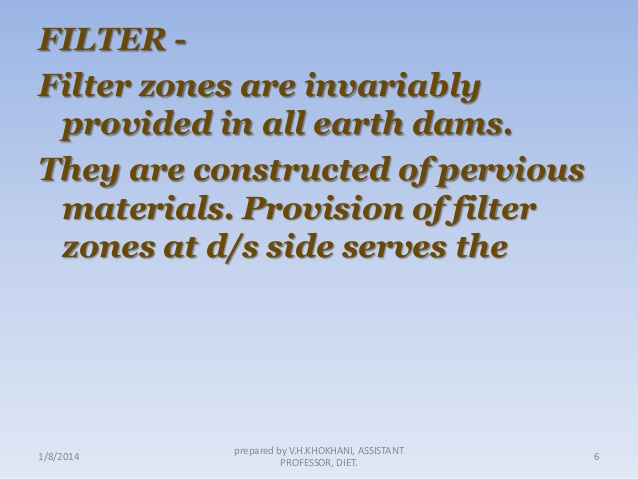 FILTER -
Filter zones are invariably
provided in all earth dams.
They are constructed of pervious
materials. Provision of filter
zones at d/s side serves the
1/8/2014
prepared by V.H.KHOKHANI, ASSISTANT
PROFESSOR, DIET.
6